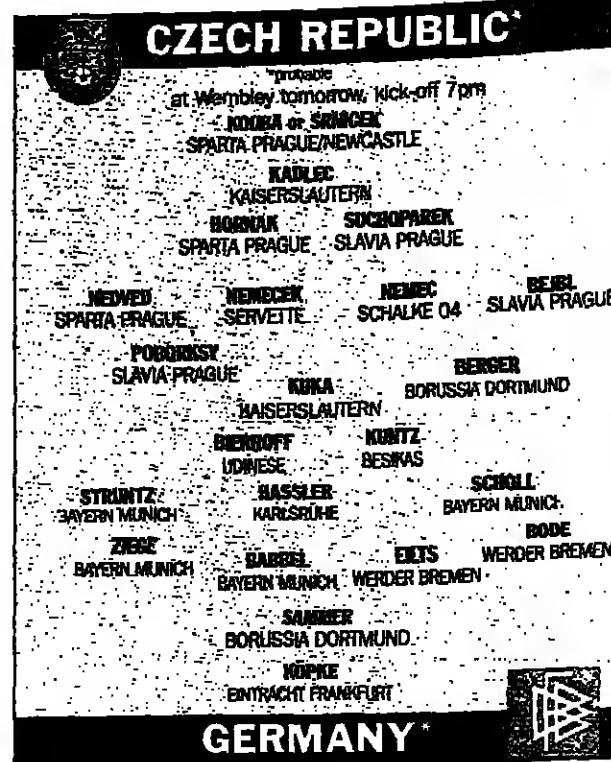 CZECH REPUBLIC*
*probable
at Wembley tomorrow, kick-off 7pm
KOUBA or SRNICEK
SPARTA PRAGUE/NEWCASTLE
KADLEC
KAISERSLAUTERN
HORNAK SUCHOPAREK
SPARTA PRAGUE SLAVIA PRAGUE
NEDVED NEMECEK NEMEC BEJBL
SPARTA PRAGUE SERVETTE SCHALKE 04 SLAVIA PRAGUE
POBORKSY BERGER
SLAVIA PRAGUE BORUSSIA DORTMUND
KUKA
KAISERSLAUTERN
BIERHOFF KUNTZ
UDINESE BESIKAS
STRUNTZ HASSLER SCHOLL
BAYERN MUNICH KARLSRUHE BAYERN MUNICH
ZIEGE BABBEL EILTS BODE
BAYERN MUNICH BAYERN MUNICH WERDER BREMEN WERDER BREMEN
SAMMER
BORUSSIA DORTMUND
KÖPKE
EINTRACHT FRANKFURT
GERMANY*